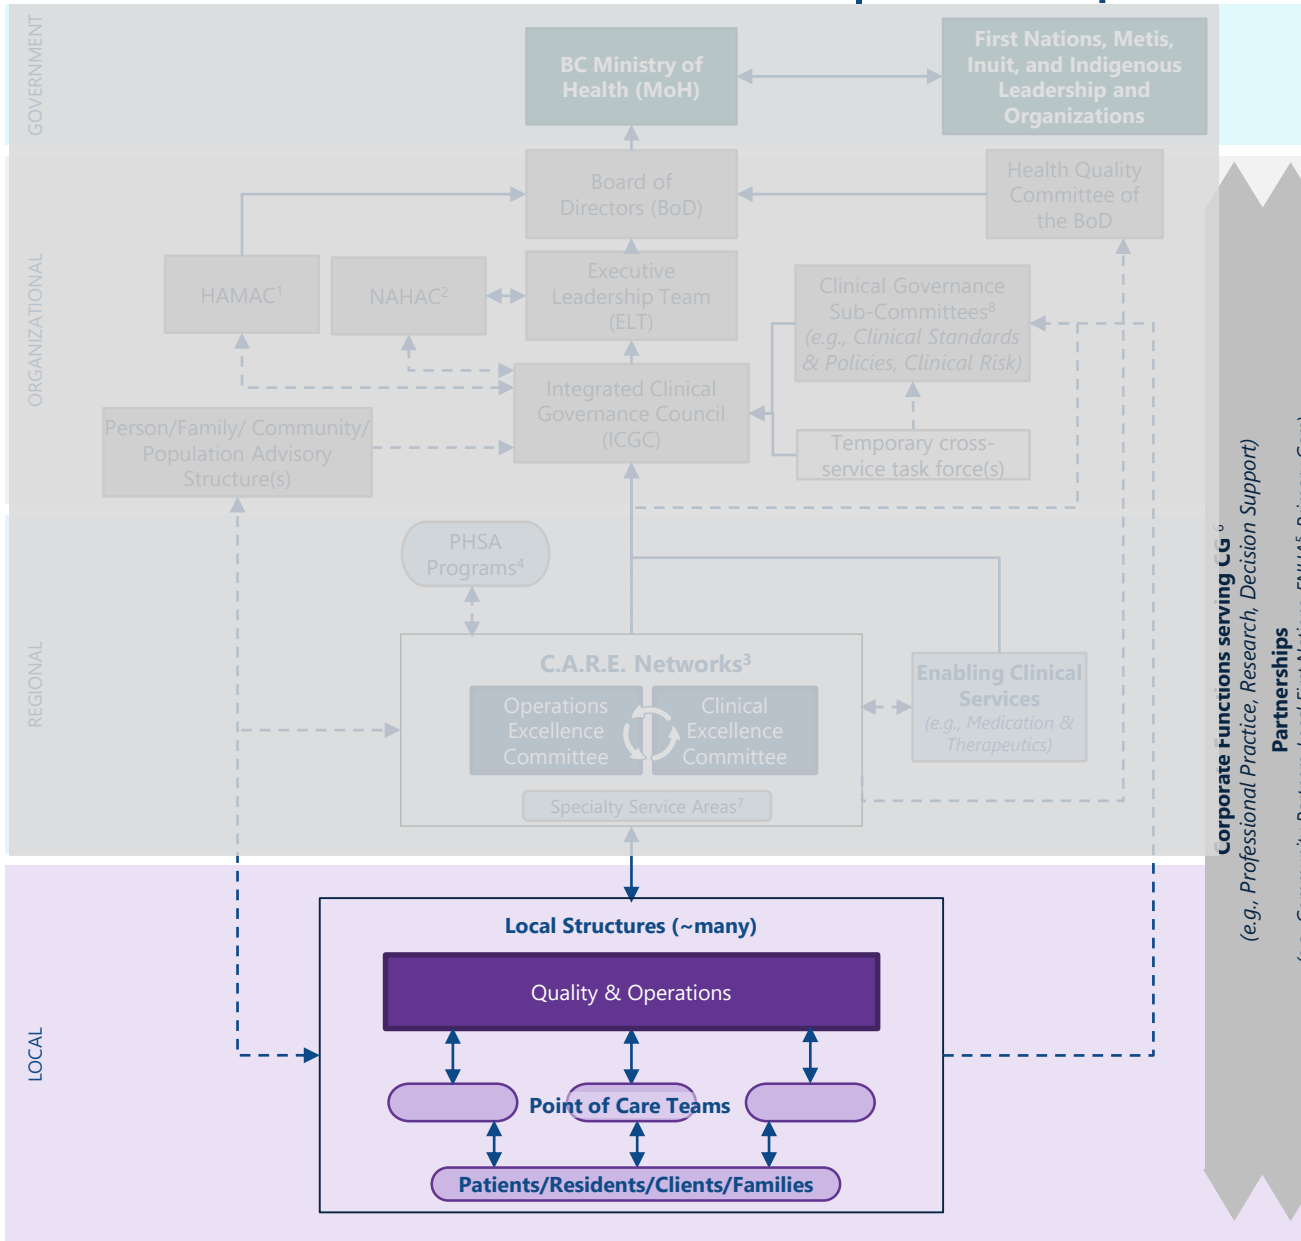 GOVERNMENT
BC Ministry of
Health (MoH)
First Nations, Metis,
Inuit, and Indigenous
Leadership and
Organizations
ORGANIZATIONAL
Board of
Directors (BoD)
Health Quality
Committee of
the BoD
HAMAC¹
NAHAC²
Executive
Leadership Team
(ELT)
Clinical Governance
Sub-Committees⁸
(e.g., Clinical Standards
& Policies, Clinical Risk)
Integrated Clinical
Governance Council
(ICGC)
Person/Family/ Community/
Population Advisory
Structure(s)
Temporary cross-
service task force(s)
REGIONAL
PHSA
Programs⁴
C.A.R.E. Networks³
Operations
Excellence
Committee
Clinical
Excellence
Committee
Specialty Service Areas⁷
Enabling Clinical
Services
(e.g., Medication &
Therapeutics)
LOCAL
Local Structures (~many)
Quality & Operations
Point of Care Teams
Patients/Residents/Clients/Families
Corporate Functions serving CG ⁶
(e.g., Professional Practice, Research, Decision Support)
Partnerships